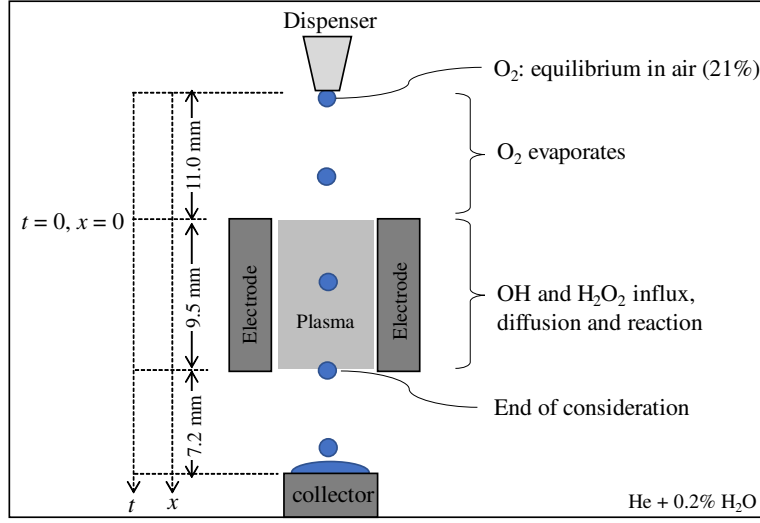 Dispenser
O₂: equilibrium in air (21%)
11.0 mm
O₂ evaporates
t = 0, x = 0
9.5 mm
Electrode
Plasma
Electrode
OH and H₂O₂ influx,
diffusion and reaction
End of consideration
7.2 mm
collector
t
x
He + 0.2% H₂O